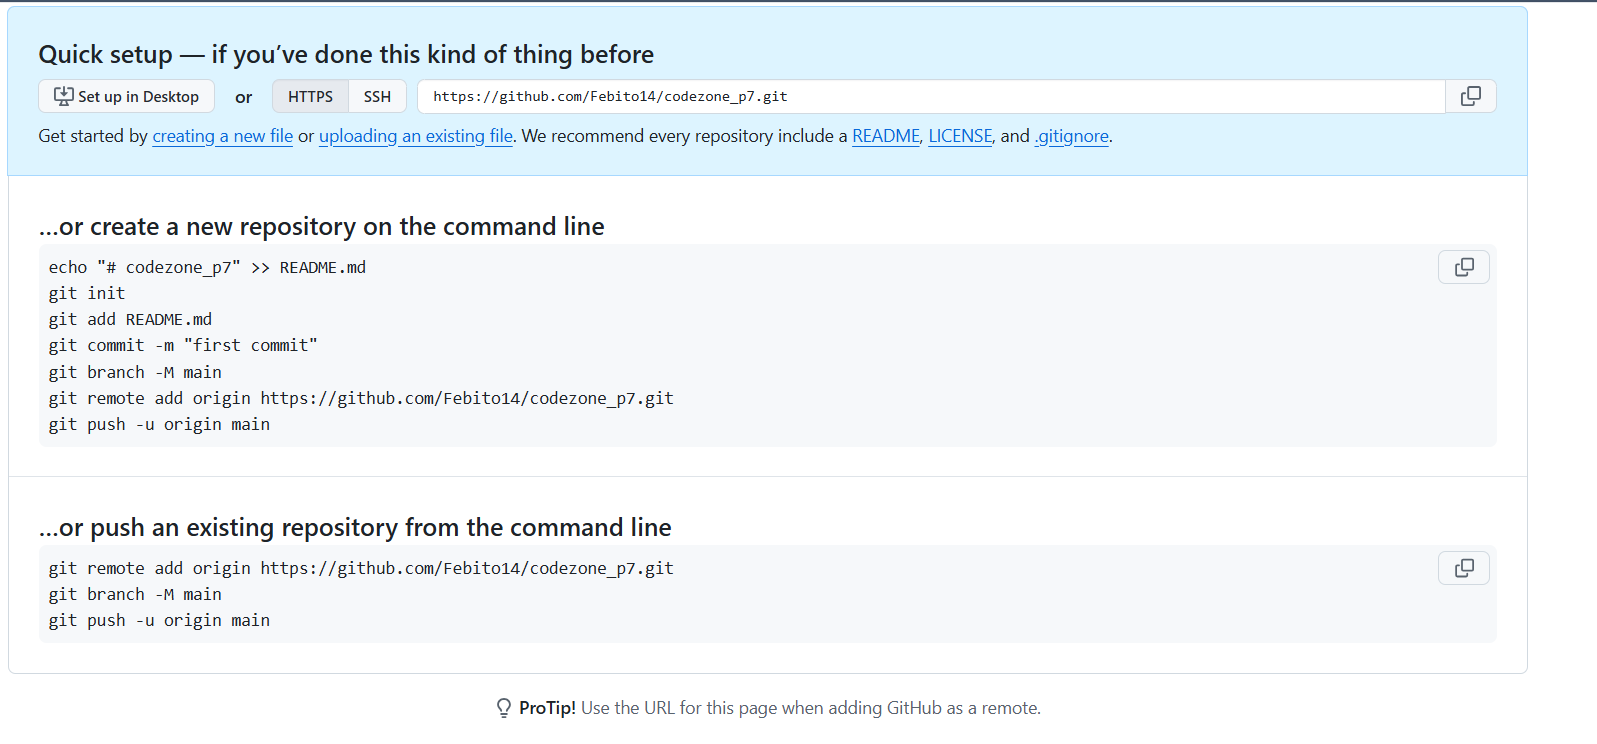 Quick setup — if you’ve done this kind of thing before
Set up in Desktop or HTTPS SSH https://github.com/Febito14/codezone_p7.git
Get started by creating a new file or uploading an existing file. We recommend every repository include a README, LICENSE, and .gitignore.
…or create a new repository on the command line
echo "# codezone_p7" >> README.md
git init
git add README.md
git commit -m "first commit"
git branch -M main
git remote add origin https://github.com/Febito14/codezone_p7.git
git push -u origin main
…or push an existing repository from the command line
git remote add origin https://github.com/Febito14/codezone_p7.git
git branch -M main
git push -u origin main
ProTip! Use the URL for this page when adding GitHub as a remote.